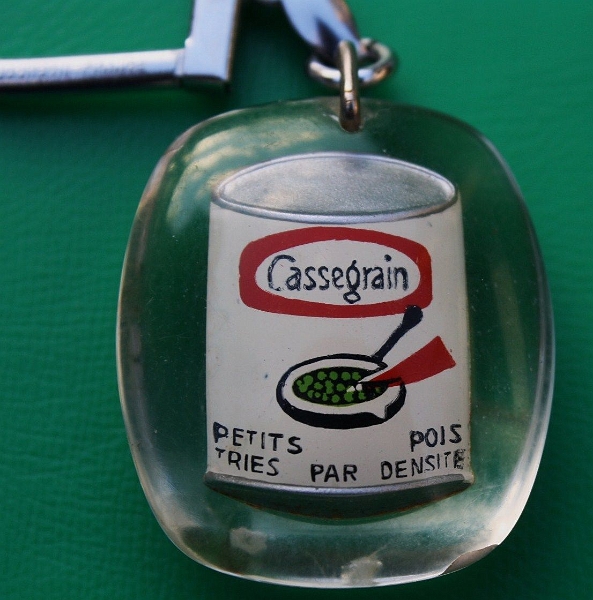 Cassegrain
PETITS POIS
TRIES PAR DENSITE